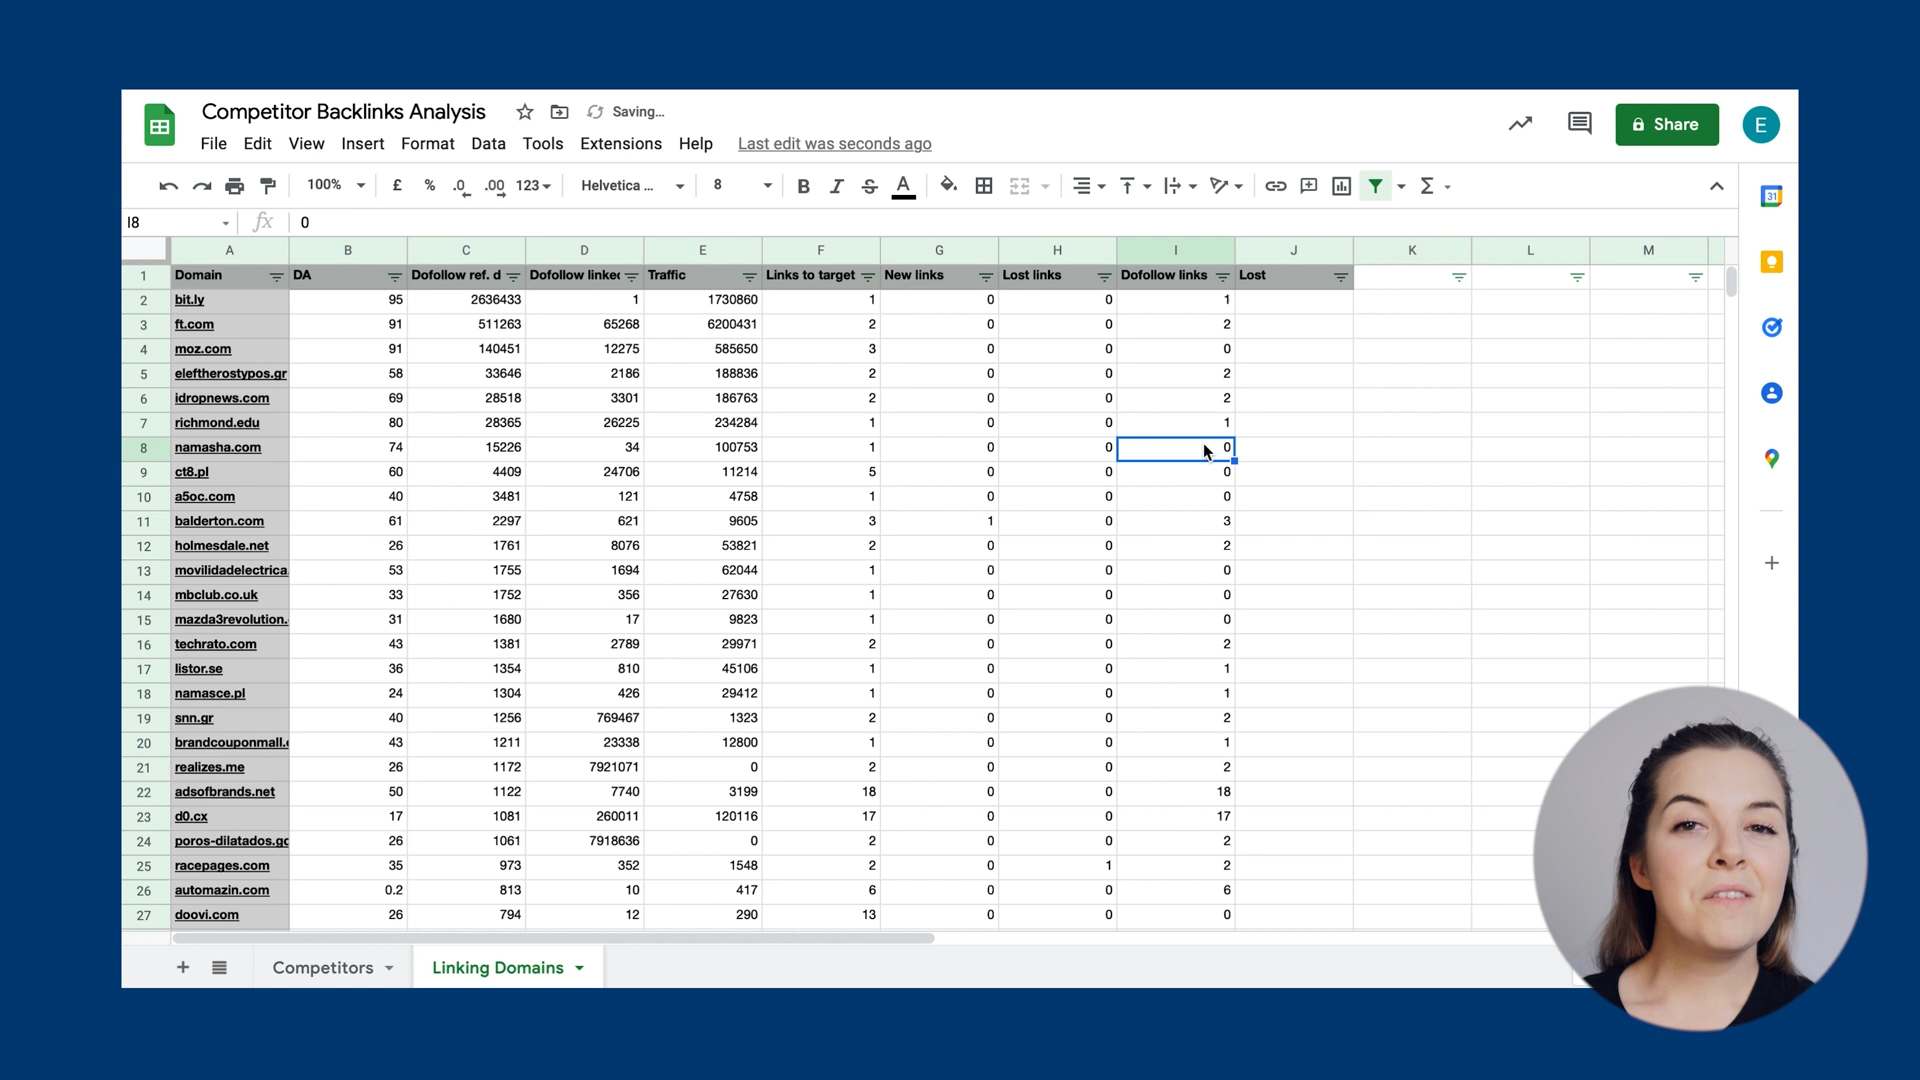 Competitor Backlinks Analysis Saving...
File Edit View Insert Format Data Tools Extensions Help Last edit was seconds ago
Share
E
100% £ % .0 .00 123 Helvetica ... 8 B I S A Σ
31
I8 fx 0
A B C D E F G H I J K L M
1 Domain DA Dofollow ref. d Dofollow linked Traffic Links to target New links Lost links Dofollow links Lost
2 bit.ly 95 2636433 1 1730860 1 0 0 1
3 ft.com 91 511263 65268 6200431 2 0 0 2
4 moz.com 91 140451 12275 585650 3 0 0 0
5 eleftherostypos.gr 58 33646 2186 188836 2 0 0 2
6 idropnews.com 69 28518 3301 186763 2 0 0 2
7 richmond.edu 80 28365 26225 234284 1 0 0 1
8 namasha.com 74 15226 34 100753 1 0 0 0
9 ct8.pl 60 4409 24706 11214 5 0 0 0
10 a5oc.com 40 3481 121 4758 1 0 0 0
11 balderton.com 61 2297 621 9605 3 1 0 3
12 holmesdale.net 26 1761 8076 53821 2 0 0 2
13 movilidadelectrica. 53 1755 1694 62044 1 0 0 0
14 mbclub.co.uk 33 1752 356 27630 1 0 0 0
15 mazda3revolution. 31 1680 17 9823 1 0 0 0
16 techrato.com 43 1381 2789 29971 2 0 0 2
17 listor.se 36 1354 810 45106 1 0 0 1
18 namasce.pl 24 1304 426 29412 1 0 0 1
19 snn.gr 40 1256 769467 1323 2 0 0 2
20 brandcouponmall. 43 1211 23338 12800 1 0 0 1
21 realizes.me 26 1172 7921071 0 2 0 0 2
22 adsofbrands.net 50 1122 7740 3199 18 0 0 18
23 d0.cx 17 1081 260011 120116 17 0 0 17
24 poros-dilatados.go 26 1061 7918636 0 2 0 0 2
25 racepages.com 35 973 352 1548 2 0 1 2
26 automazin.com 0.2 813 10 417 6 0 0 6
27 doovi.com 26 794 12 290 13 0 0 0
+ Competitors Linking Domains